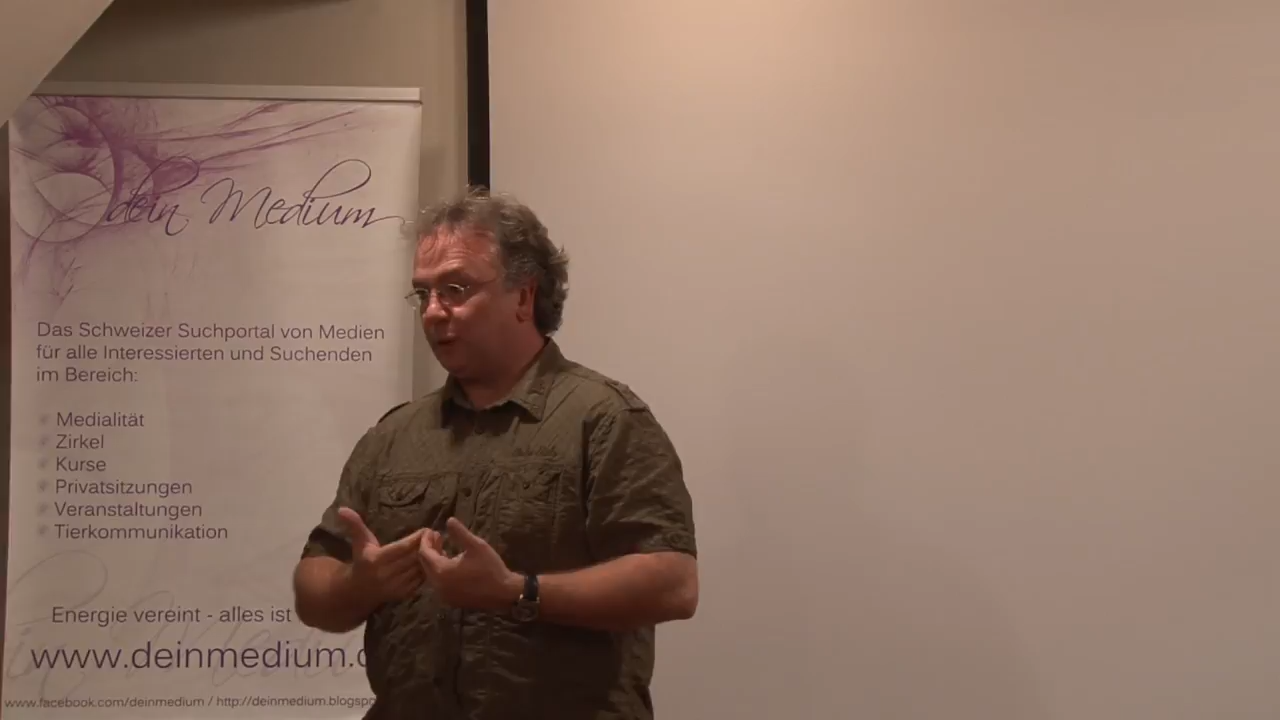 dein Medium
Das Schweizer Suchportal von Medien
für alle Interessierten und Suchenden
im Bereich:
Medialität
Zirkel
Kurse
Privatsitzungen
Veranstaltungen
Tierkommunikation
Energie vereint - alles ist
www.deinmedium.c
www.facebook.com/deinmedium / http://deinmedium.blogspo